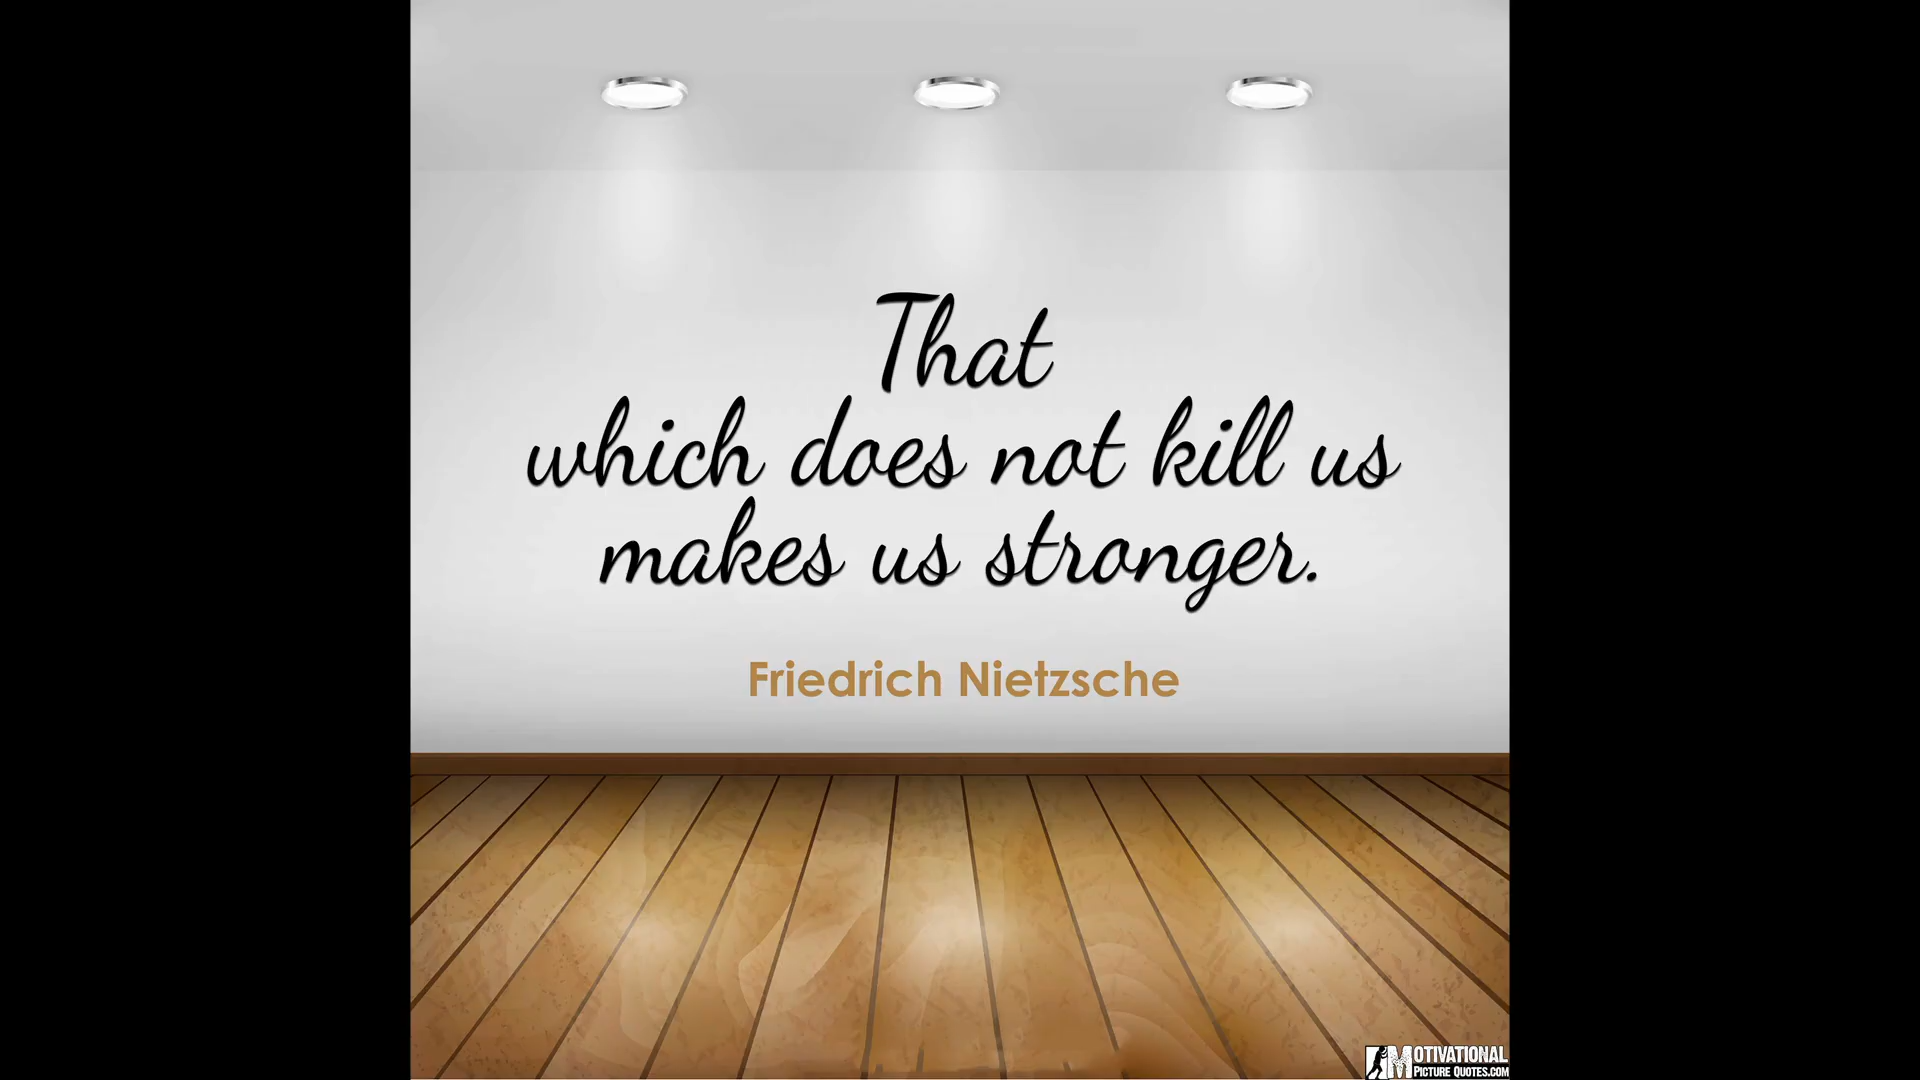 That
which does not kill us
makes us stronger.
Friedrich Nietzsche
MOTIVATIONAL
PICTURE QUOTES.COM